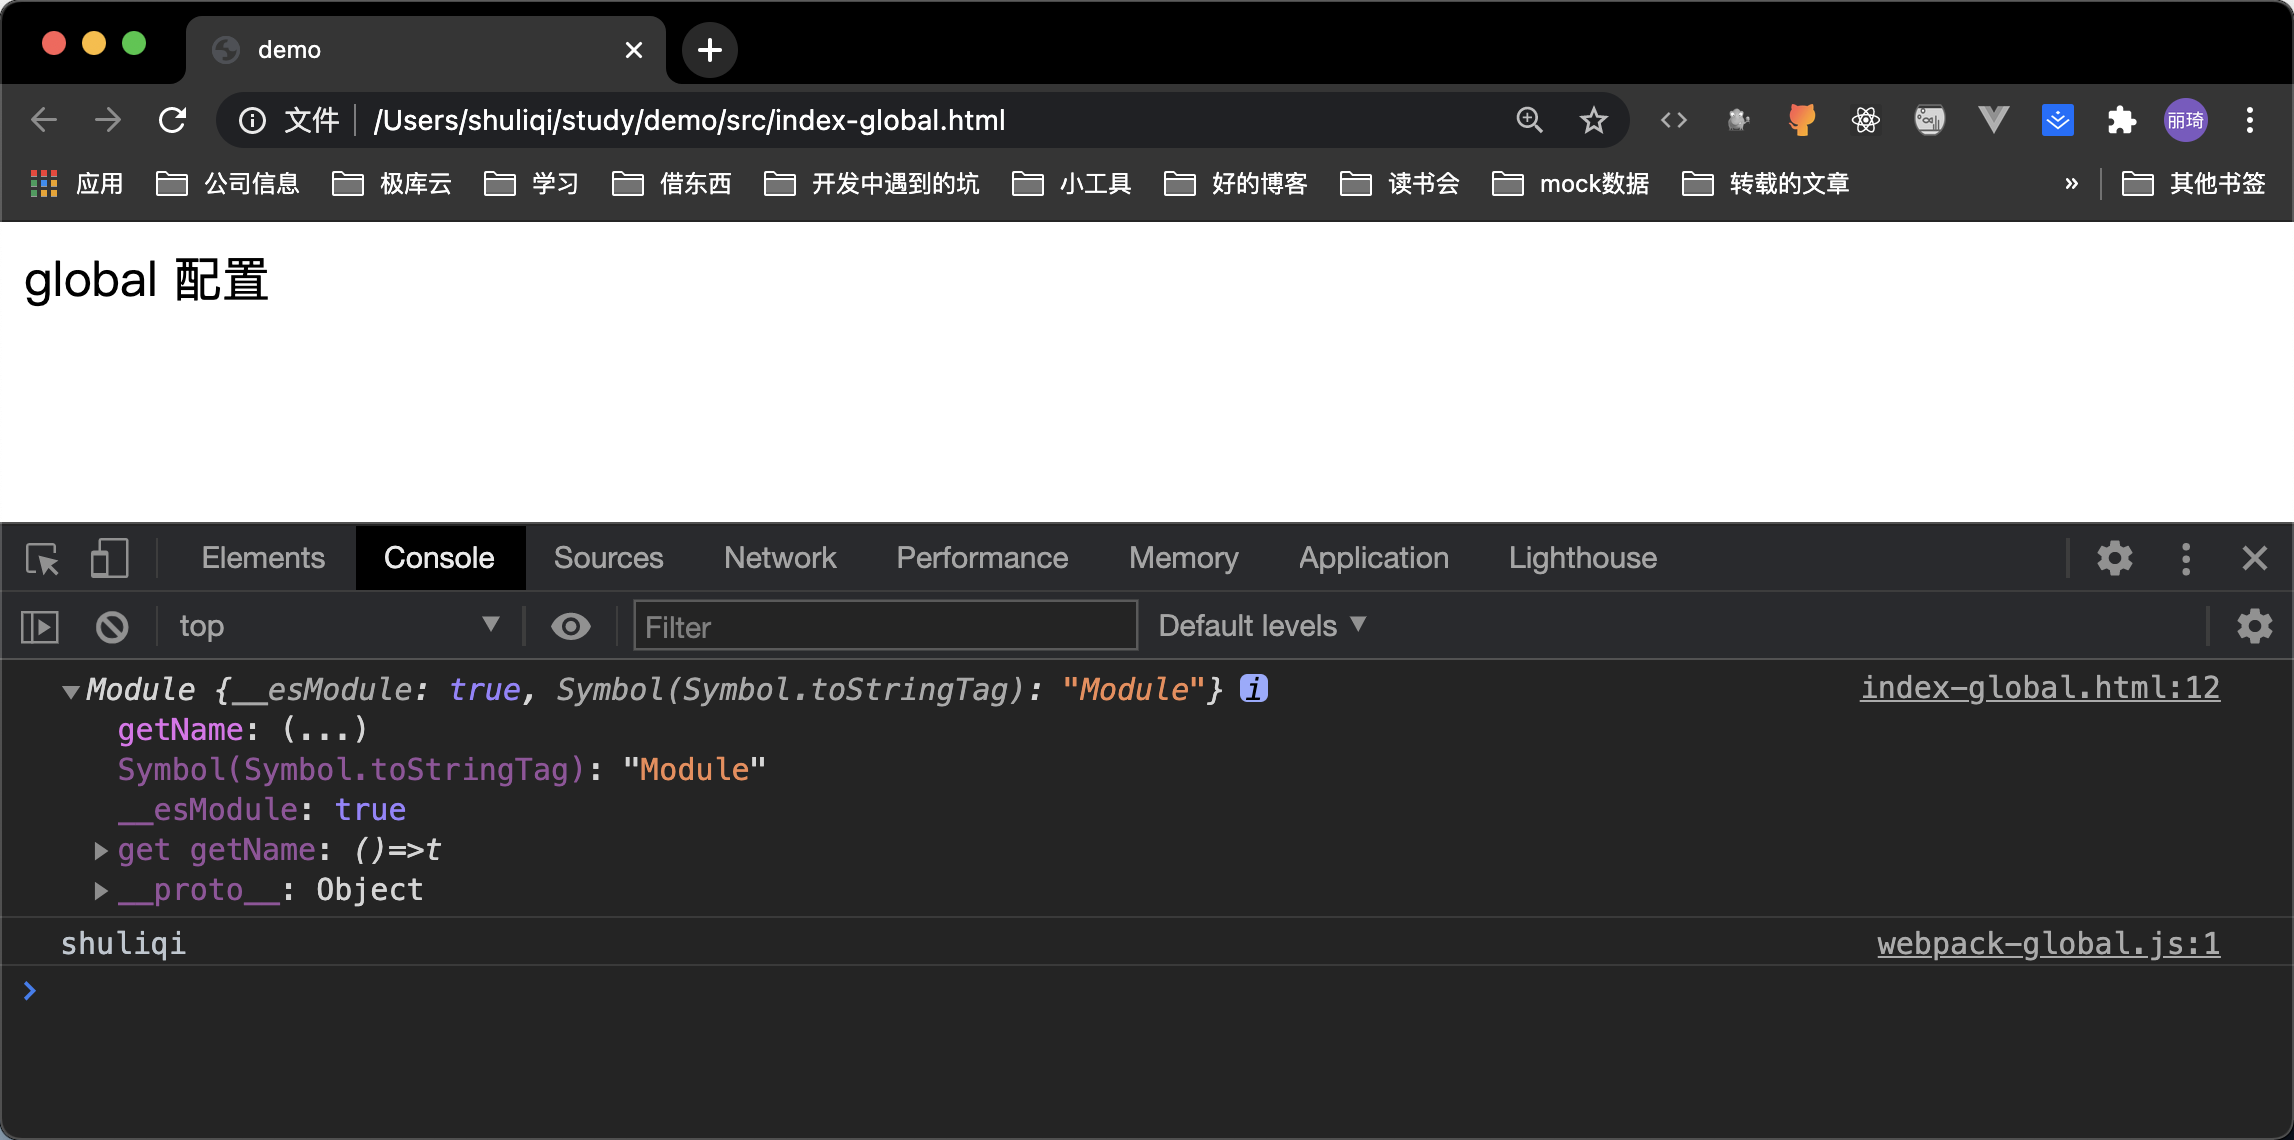 demo
文件 /Users/shuliqi/study/demo/src/index-global.html 丽琦
应用 公司信息 极库云 学习 借东西 开发中遇到的坑 小工具 好的博客 读书会 mock数据 转载的文章 » 其他书签
global 配置
Elements Console Sources Network Performance Memory Application Lighthouse
top Filter Default levels
Module {__esModule: true, Symbol(Symbol.toStringTag): "Module"} i index-global.html:12
getName: (...)
Symbol(Symbol.toStringTag): "Module"
__esModule: true
get getName: ()=>t
__proto__: Object
shuliqi webpack-global.js:1